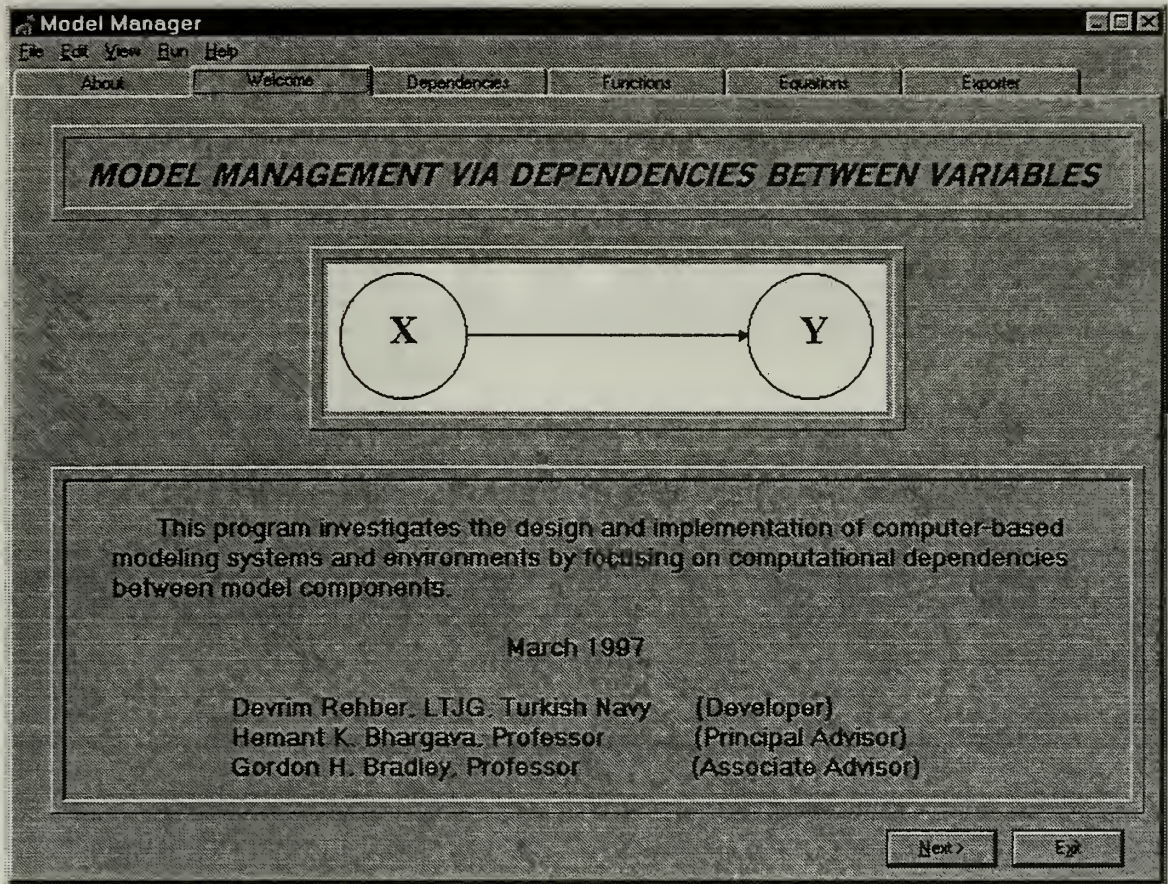 Model Manager
File Edit View Run Help
About Welcome Dependencies Functions Equations Exporter
MODEL MANAGEMENT VIA DEPENDENCIES BETWEEN VARIABLES
X Y
This program investigates the design and implementation of computer-based
modeling systems and environments by focusing on computational dependencies
between model components.
March 1997
Devrim Rehber, LTJG, Turkish Navy (Developer)
Hemant K. Bhargava, Professor (Principal Advisor)
Gordon H. Bradley, Professor (Associate Advisor)
Next > Exit